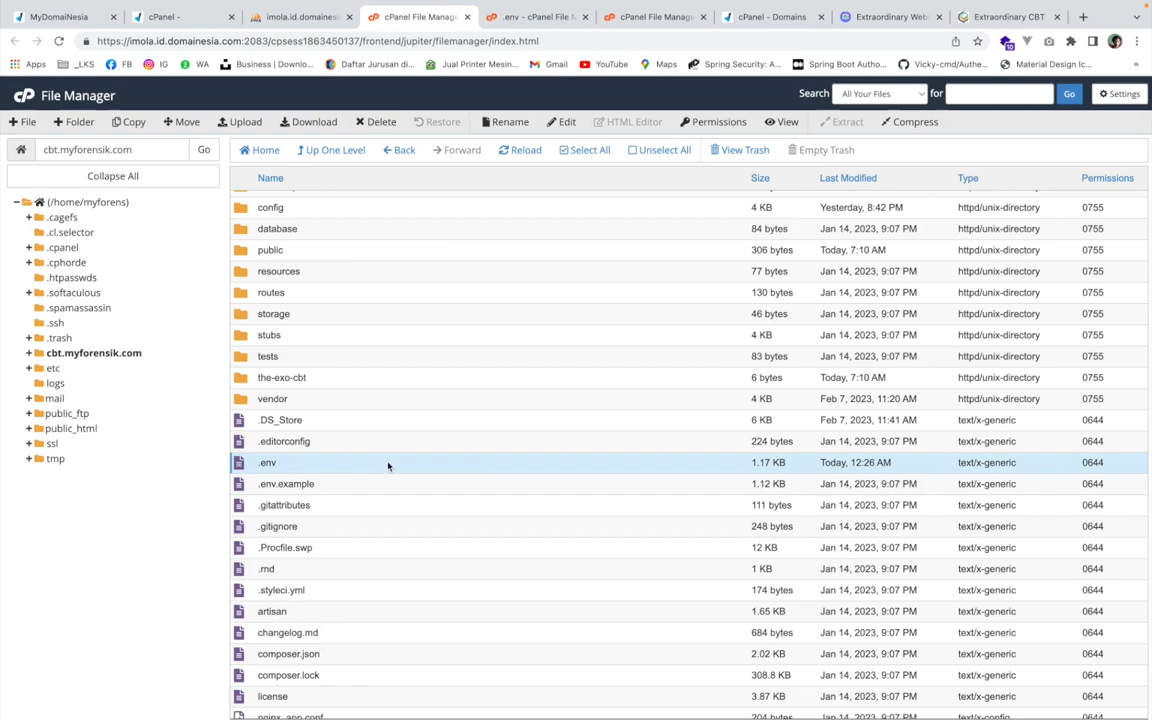 MyDomaiNesia
cPanel -
imola.id.domainesi
cPanel File Manage
.env - cPanel File M
cPanel File Manage
cPanel - Domains
Extraordinary Web
Extraordinary CBT
https://imola.id.domainesia.com:2083/cpsess1863450137/frontend/jupiter/filemanager/index.html
10
Apps _LKS FB IG WA Business | Downlo... Daftar Jurusan di... Jual Printer Mesin... Gmail YouTube Maps Spring Security: A... Spring Boot Autho... Vicky-cmd/Authe... Material Design Ic... »
cP File Manager
Search All Your Files for Go Settings
File Folder Copy Move Upload Download Delete Restore Rename Edit HTML Editor Permissions View Extract Compress
cbt.myforensik.com Go
Home Up One Level Back Forward Reload Select All Unselect All View Trash Empty Trash
Collapse All
(/home/myforens)
.cagefs
.cl.selector
.cpanel
.cphorde
.htpasswds
.softaculous
.spamassassin
.ssh
.trash
cbt.myforensik.com
etc
logs
mail
public_ftp
public_html
ssl
tmp
Name Size Last Modified Type Permissions
config 4 KB Yesterday, 8:42 PM httpd/unix-directory 0755
database 84 bytes Jan 14, 2023, 9:07 PM httpd/unix-directory 0755
public 306 bytes Today, 7:10 AM httpd/unix-directory 0755
resources 77 bytes Jan 14, 2023, 9:07 PM httpd/unix-directory 0755
routes 130 bytes Jan 14, 2023, 9:07 PM httpd/unix-directory 0755
storage 46 bytes Jan 14, 2023, 9:07 PM httpd/unix-directory 0755
stubs 4 KB Jan 14, 2023, 9:07 PM httpd/unix-directory 0755
tests 83 bytes Jan 14, 2023, 9:07 PM httpd/unix-directory 0755
the-exo-cbt 6 bytes Today, 7:10 AM httpd/unix-directory 0755
vendor 4 KB Feb 7, 2023, 11:20 AM httpd/unix-directory 0755
.DS_Store 6 KB Feb 7, 2023, 11:41 AM text/x-generic 0644
.editorconfig 224 bytes Jan 14, 2023, 9:07 PM text/x-generic 0644
.env 1.17 KB Today, 12:26 AM text/x-generic 0644
.env.example 1.12 KB Jan 14, 2023, 9:07 PM text/x-generic 0644
.gitattributes 111 bytes Jan 14, 2023, 9:07 PM text/x-generic 0644
.gitignore 248 bytes Jan 14, 2023, 9:07 PM text/x-generic 0644
.Procfile.swp 12 KB Jan 14, 2023, 9:07 PM text/x-generic 0644
.rnd 1 KB Jan 14, 2023, 9:07 PM text/x-generic 0644
.styleci.yml 174 bytes Jan 14, 2023, 9:07 PM text/x-generic 0644
artisan 1.65 KB Jan 14, 2023, 9:07 PM text/x-generic 0644
changelog.md 684 bytes Jan 14, 2023, 9:07 PM text/x-generic 0644
composer.json 2.02 KB Jan 14, 2023, 9:07 PM text/x-generic 0644
composer.lock 308.8 KB Jan 14, 2023, 9:07 PM text/x-generic 0644
license 3.87 KB Jan 14, 2023, 9:07 PM text/x-generic 0644
nginx_app.conf 204 bytes Jan 14, 2023, 9:07 PM text/x-config 0644